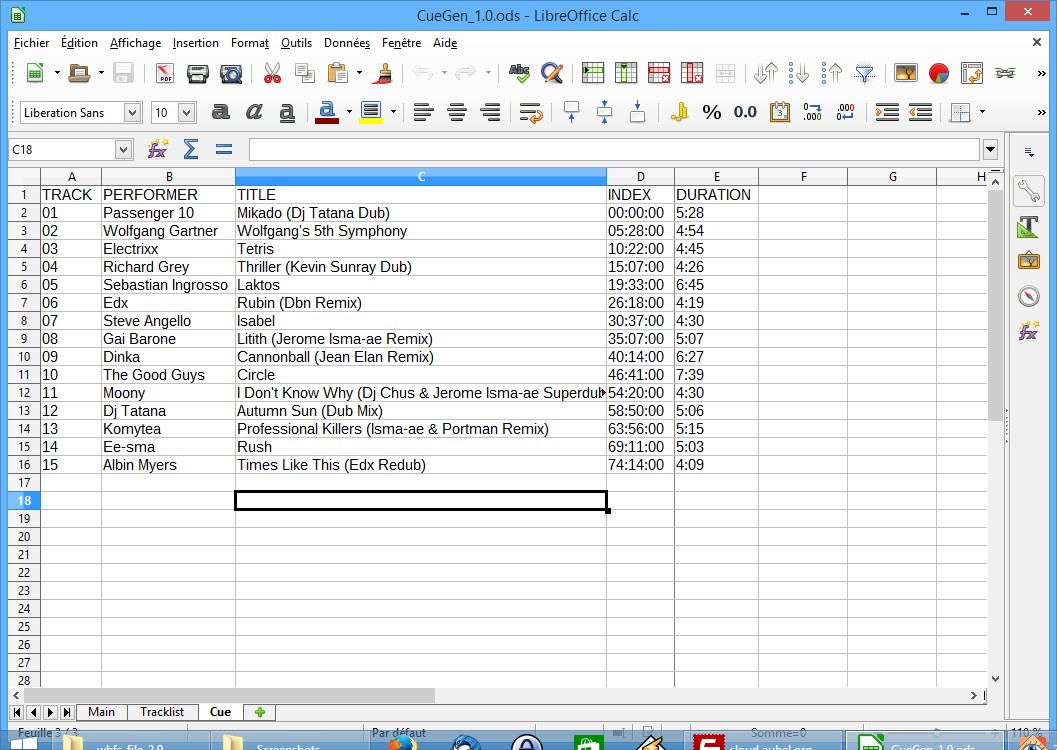 CueGen_1.0.ods - LibreOffice Calc
Fichier Édition Affichage Insertion Format Outils Données Fenêtre Aide
Liberation Sans 10 a a a a % 0.0
C18
A B C D E F G H
1 TRACK PERFORMER TITLE INDEX DURATION
2 01 Passenger 10 Mikado (Dj Tatana Dub) 00:00:00 5:28
3 02 Wolfgang Gartner Wolfgang's 5th Symphony 05:28:00 4:54
4 03 Electrixx Tetris 10:22:00 4:45
5 04 Richard Grey Thriller (Kevin Sunray Dub) 15:07:00 4:26
6 05 Sebastian Ingrosso Laktos 19:33:00 6:45
7 06 Edx Rubin (Dbn Remix) 26:18:00 4:19
8 07 Steve Angello Isabel 30:37:00 4:30
9 08 Gai Barone Litith (Jerome Isma-ae Remix) 35:07:00 5:07
10 09 Dinka Cannonball (Jean Elan Remix) 40:14:00 6:27
11 10 The Good Guys Circle 46:41:00 7:39
12 11 Moony I Don't Know Why (Dj Chus & Jerome Isma-ae Superdub 54:20:00 4:30
13 12 Dj Tatana Autumn Sun (Dub Mix) 58:50:00 5:06
14 13 Komytea Professional Killers (Isma-ae & Portman Remix) 63:56:00 5:15
15 14 Ee-sma Rush 69:11:00 5:03
16 15 Albin Myers Times Like This (Edx Redub) 74:14:00 4:09
17
18
19
20
21
22
23
24
25
26
27
28
Main Tracklist Cue
Feuille 3 / 3 Par défaut Somme=0 110 %
Screenshots cloud.aubel.org CueGen_1.0.ods